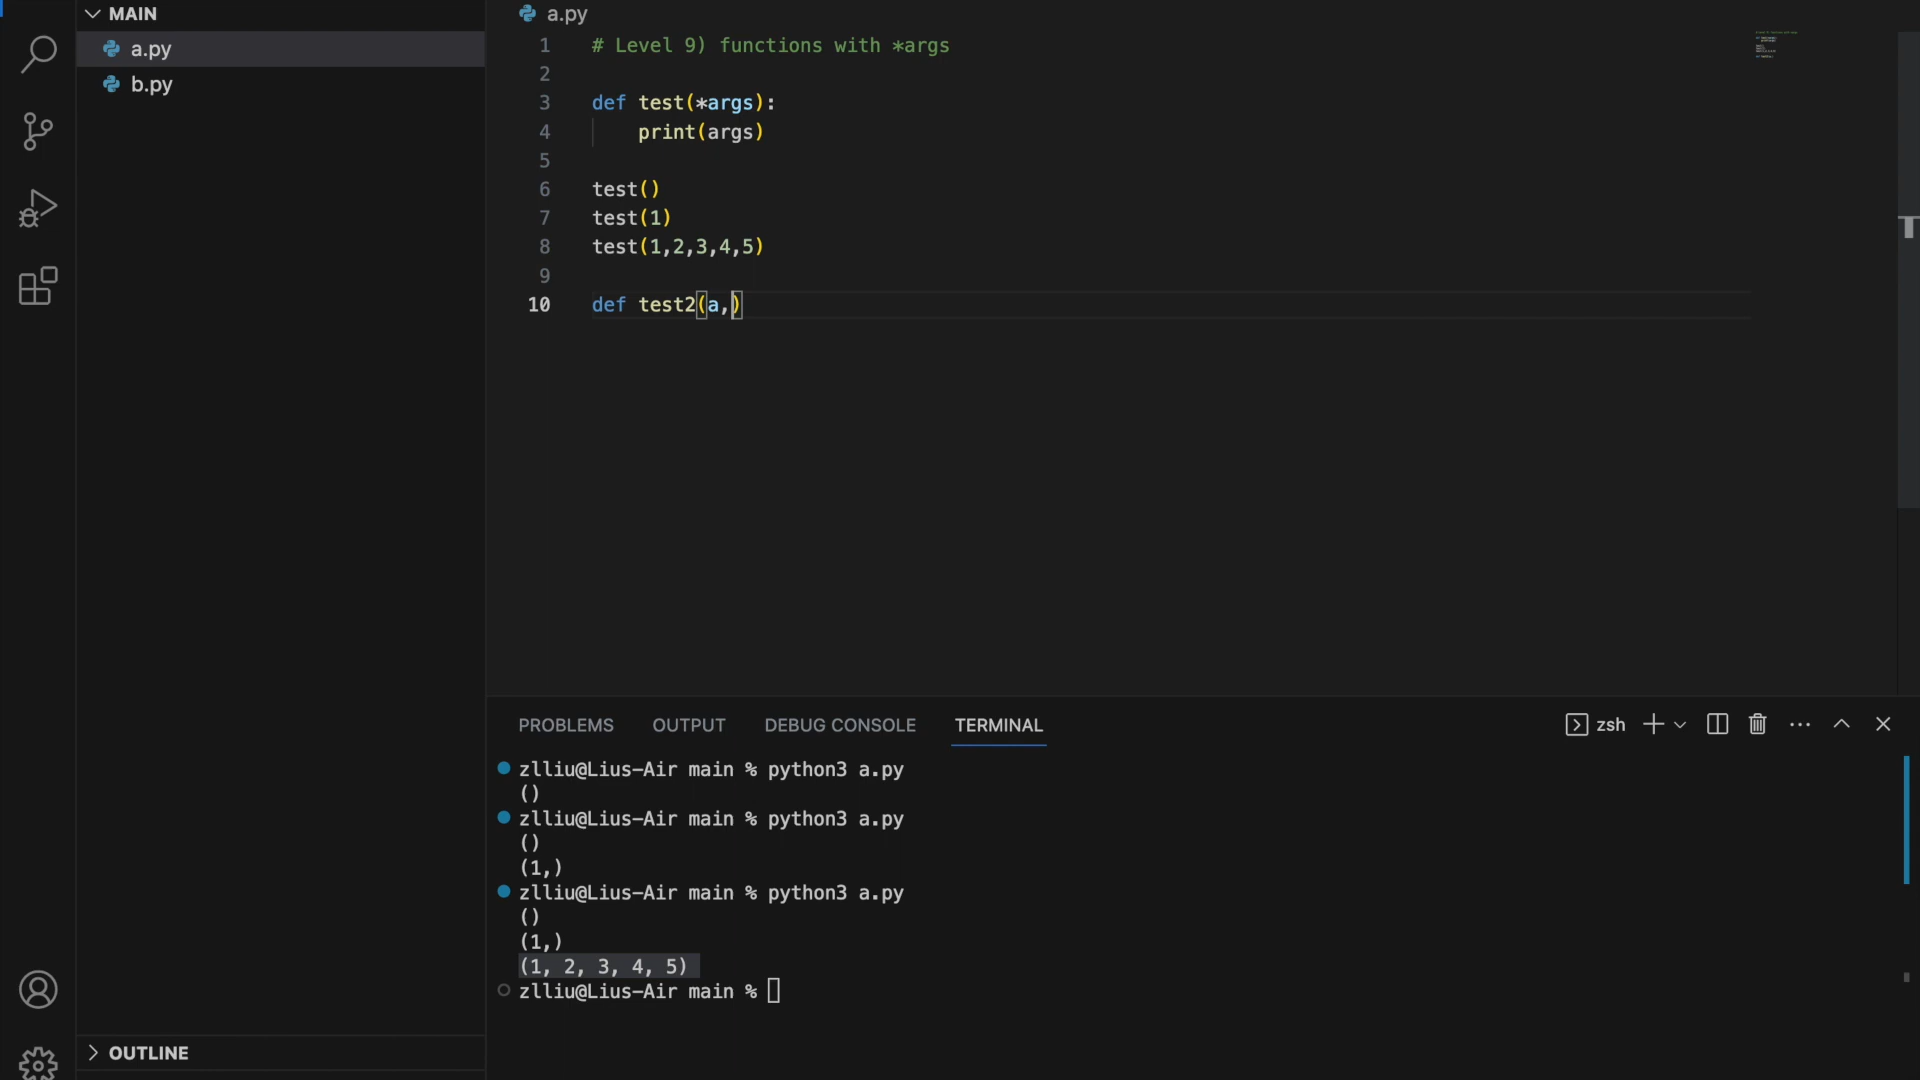 MAIN
a.py
b.py
OUTLINE
a.py
1 # Level 9) functions with *args
2
3 def test(*args):
4 print(args)
5
6 test()
7 test(1)
8 test(1,2,3,4,5)
9
10 def test2(a,)
PROBLEMS OUTPUT DEBUG CONSOLE TERMINAL zsh
zlliu@Lius-Air main % python3 a.py
()
zlliu@Lius-Air main % python3 a.py
()
(1,)
zlliu@Lius-Air main % python3 a.py
()
(1,)
(1, 2, 3, 4, 5)
zlliu@Lius-Air main %